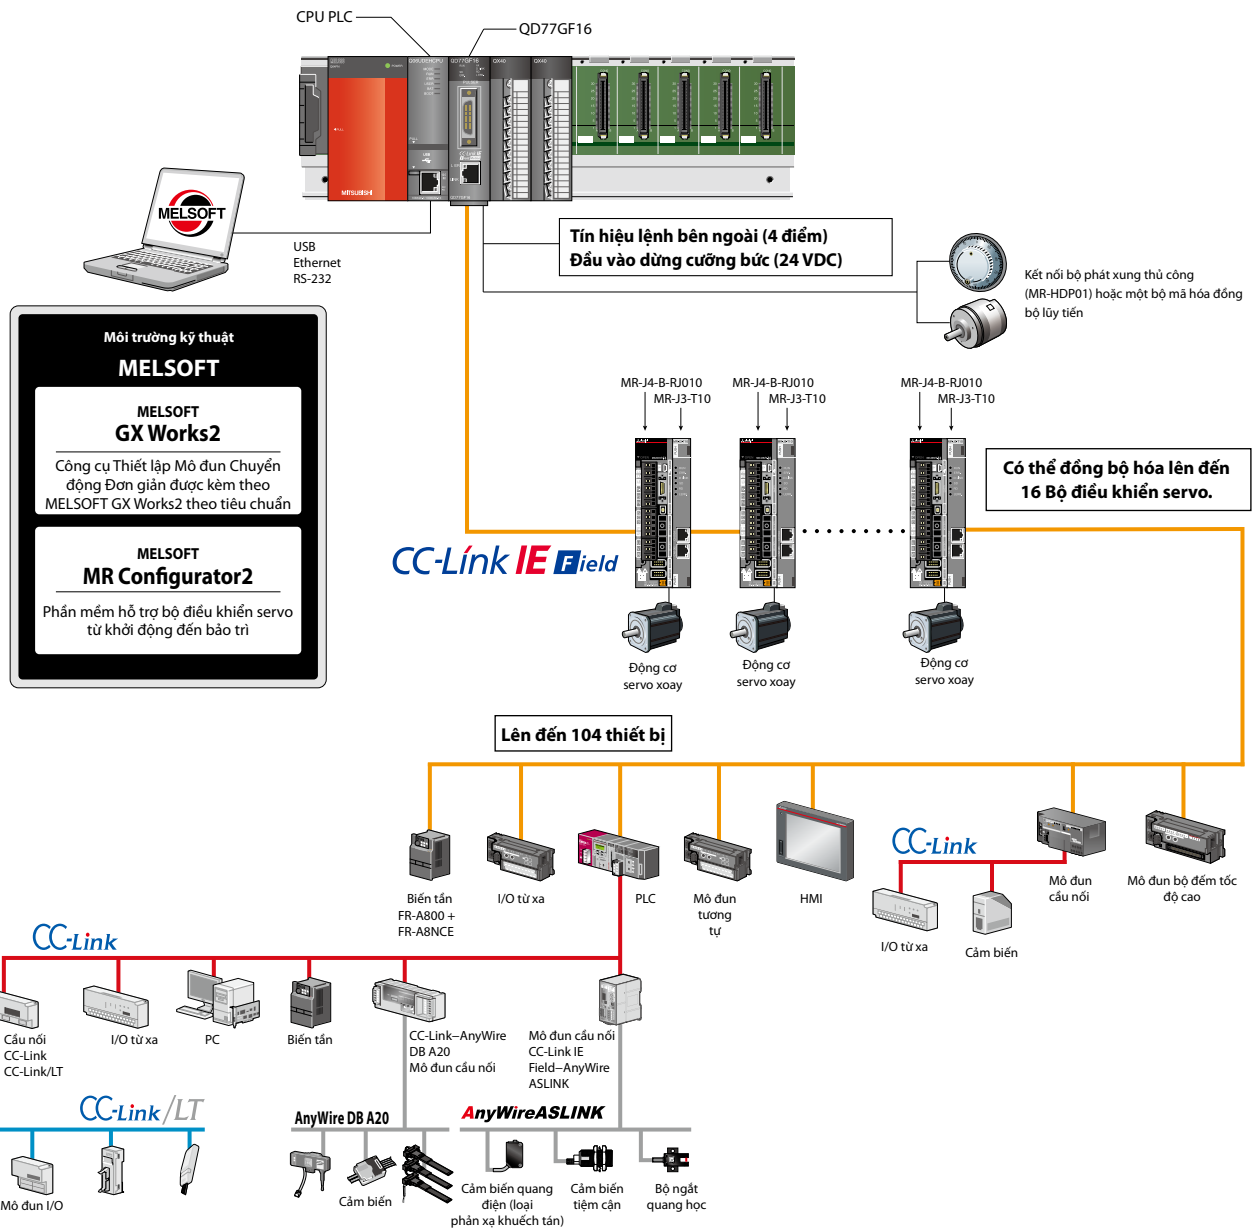 CPU PLC
QD77GF16
QD77GF16
QX40
QX40
MITSUBISHI
CC-Link IE
MELSOFT
USB
Ethernet
RS-232
Tín hiệu lệnh bên ngoài (4 điểm)
Đầu vào dừng cưỡng bức (24 VDC)
Kết nối bộ phát xung thủ công
(MR-HDP01) hoặc một bộ mã hóa đồng
bộ lũy tiến
Môi trường kỹ thuật
MELSOFT
MELSOFT
GX Works2
Công cụ Thiết lập Mô đun Chuyển
động Đơn giản được kèm theo
MELSOFT GX Works2 theo tiêu chuẩn
MELSOFT
MR Configurator2
Phần mềm hỗ trợ bộ điều khiển servo
từ khởi động đến bảo trì
MR-J4-B-RJ010
MR-J3-T10
MR-J4-B-RJ010
MR-J3-T10
MR-J4-B-RJ010
MR-J3-T10
Có thể đồng bộ hóa lên đến
16 Bộ điều khiển servo.
CC-Link IE Field
Động cơ
servo xoay
Động cơ
servo xoay
Động cơ
servo xoay
Lên đến 104 thiết bị
Biến tần
FR-A800 +
FR-A8NCE
I/O từ xa
PLC
Mô đun
tương
tự
HMI
CC-Link
I/O từ xa
Cảm biến
Mô đun
cầu nối
Mô đun bộ đếm tốc
độ cao
CC-Link
Cầu nối
CC-Link
CC-Link/LT
I/O từ xa
PC
Biến tần
CC-Link–AnyWire
DB A20
Mô đun cầu nối
Mô đun cầu nối
CC-Link IE
Field–AnyWire
ASLINK
CC-Link/LT
Mô đun I/O
AnyWire DB A20
Cảm biến
AnyWireASLINK
Cảm biến quang
điện (loại
phản xạ khuếch tán)
Cảm biến
tiệm cận
Bộ ngắt
quang học